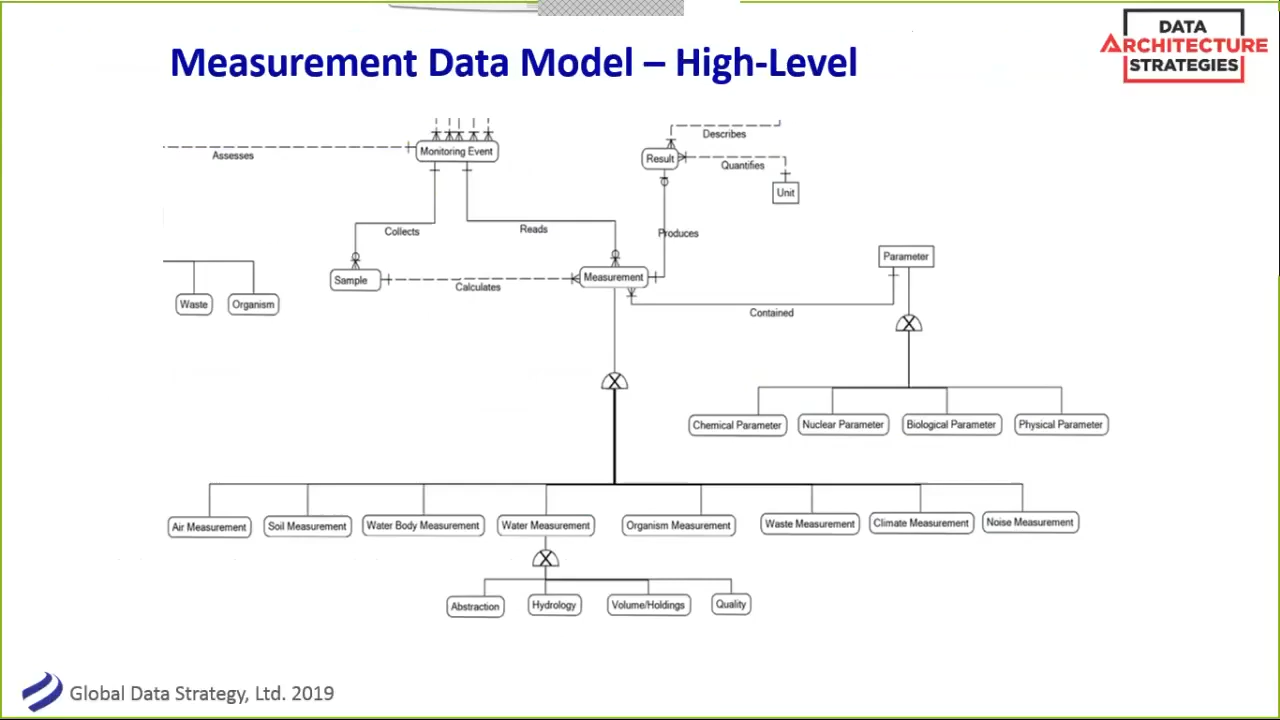 Measurement Data Model – High-Level
DATA
ARCHITECTURE
STRATEGIES
Describes
Assesses
Monitoring Event
Result
Quantifies
Unit
Collects
Reads
Produces
Parameter
Sample
Measurement
Calculates
Waste
Organism
Contained
Chemical Parameter
Nuclear Parameter
Biological Parameter
Physical Parameter
Air Measurement
Soil Measurement
Water Body Measurement
Water Measurement
Organism Measurement
Waste Measurement
Climate Measurement
Noise Measurement
Abstraction
Hydrology
Volume/Holdings
Quality
Global Data Strategy, Ltd. 2019